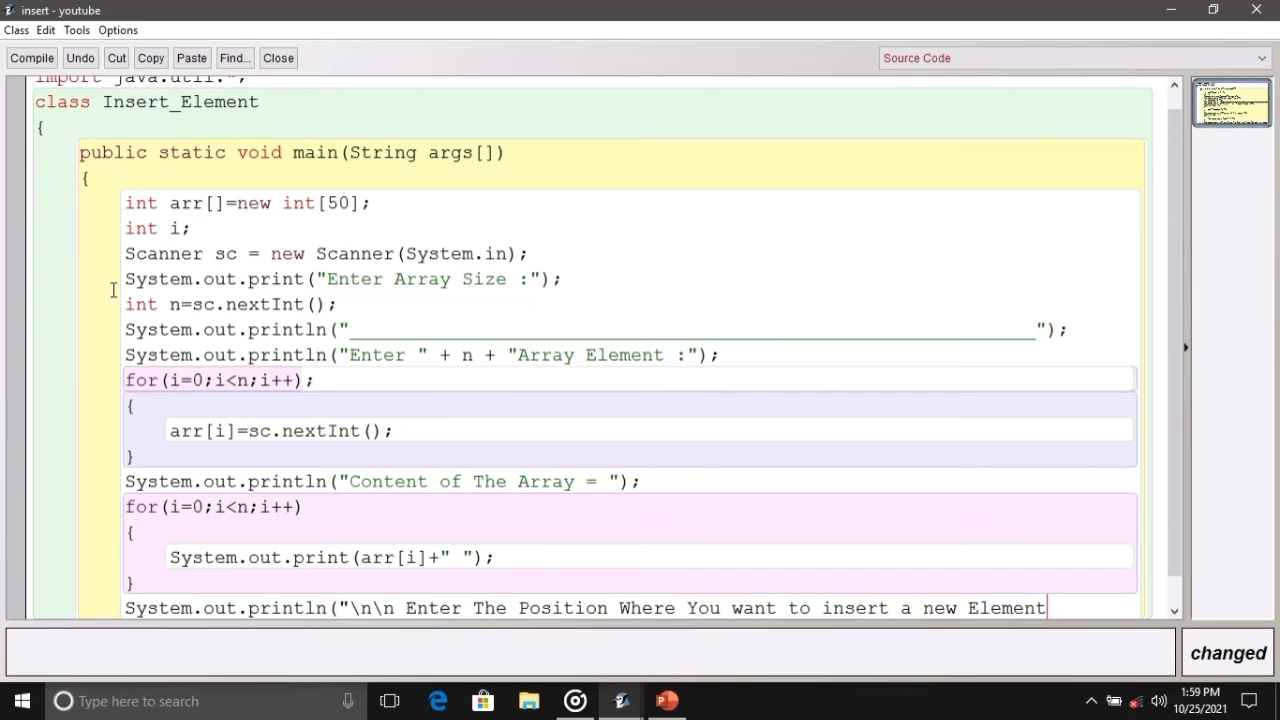 insert - youtube
Class Edit Tools Options
Compile Undo Cut Copy Paste Find... Close Source Code
import java.util.*;
class Insert_Element
{
public static void main(String args[])
{
int arr[]=new int[50];
int i;
Scanner sc = new Scanner(System.in);
System.out.print("Enter Array Size :");
int n=sc.nextInt();
System.out.println("_____________________________________________________________");
System.out.println("Enter " + n + "Array Element :");
for(i=0;i<n;i++);
{
arr[i]=sc.nextInt();
}
System.out.println("Content of The Array = ");
for(i=0;i<n;i++)
{
System.out.print(arr[i]+" ");
}
System.out.println("\n\n Enter The Position Where You want to insert a new Element
changed
Type here to search
1:59 PM
10/25/2021